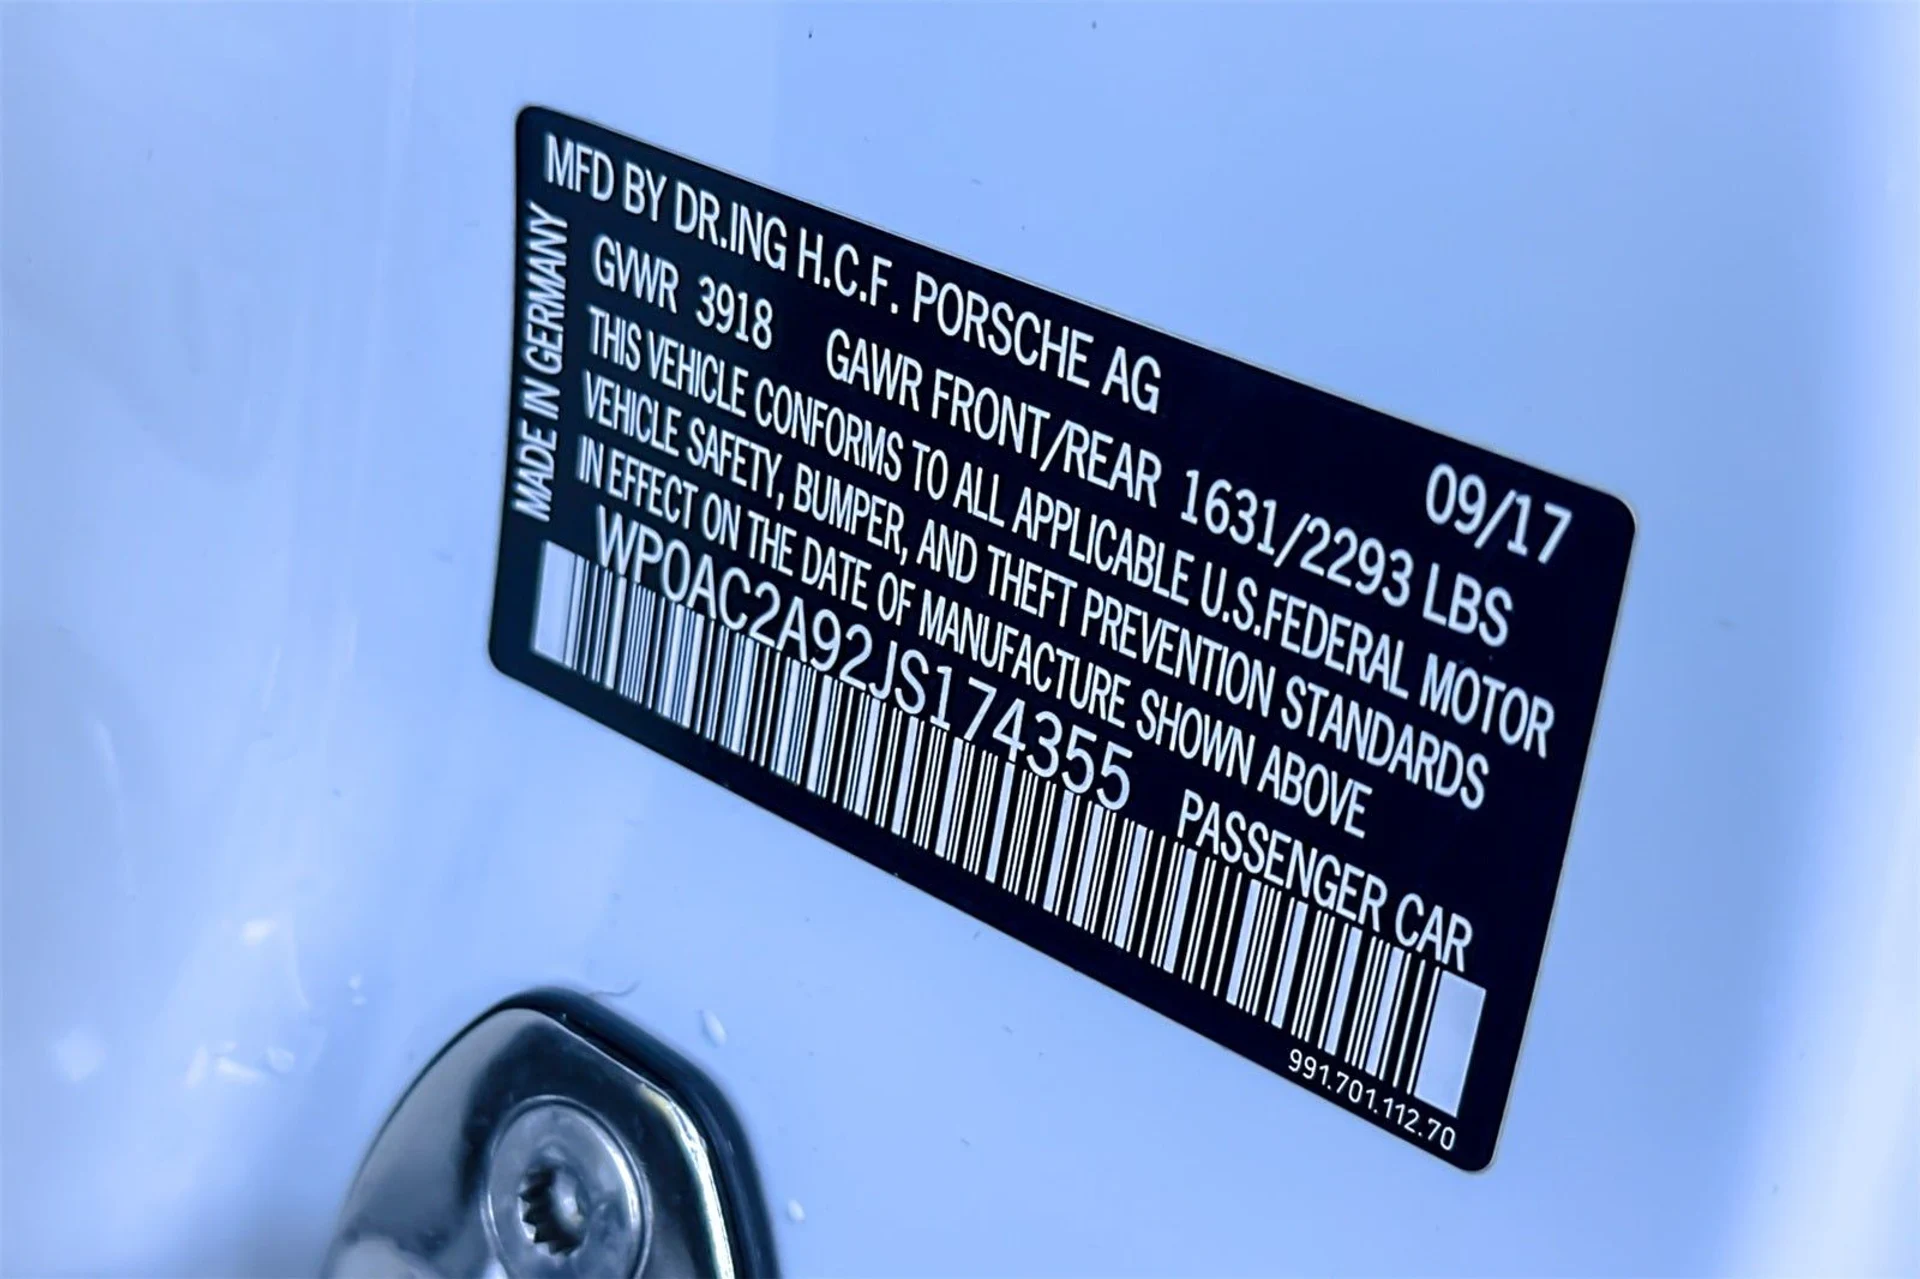 MFD BY DR.ING H.C.F. PORSCHE AG
09/17
GVWR 3918 GAWR FRONT/REAR 1631/2293 LBS
THIS VEHICLE CONFORMS TO ALL APPLICABLE U.S.FEDERAL MOTOR
VEHICLE SAFETY, BUMPER, AND THEFT PREVENTION STANDARDS
IN EFFECT ON THE DATE OF MANUFACTURE SHOWN ABOVE
WP0AC2A92JS174355 PASSENGER CAR
991.701.112.70
MADE IN GERMANY